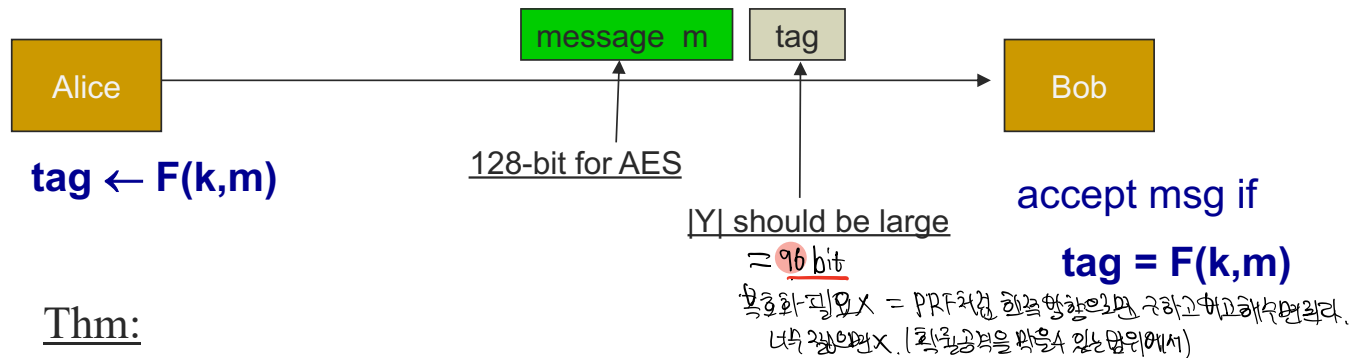 message m
tag
Alice
Bob
128-bit for AES
tag ← F(k,m)
accept msg if
|Y| should be large
= 96 bit
tag = F(k,m)
복호화 필요X = PRF처럼 한쪽 방향으로만 구하고 비교해주면된다.
너무 짧으면X. (확률공격을 막을수 있는 범위에서)
Thm: